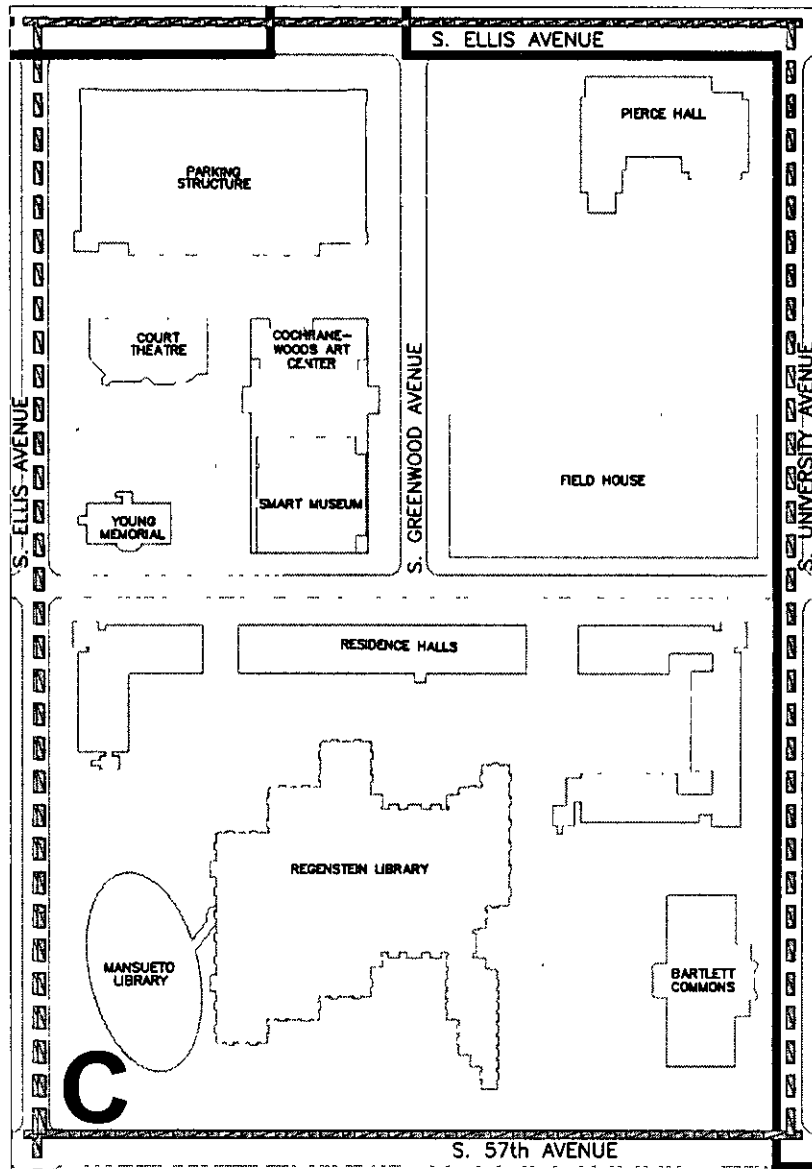 S. ELLIS AVENUE
PIERCE HALL
PARKING
STRUCTURE
COURT
THEATRE
COCHRANE-
WOODS ART
CENTER
S. ELLIS AVENUE
S. GREENWOOD AVENUE
S. UNIVERSITY AVENUE
FIELD HOUSE
SMART MUSEUM
YOUNG
MEMORIAL
RESIDENCE HALLS
REGENSTEIN LIBRARY
MANSUETO
LIBRARY
BARTLETT
COMMONS
C
S. 57th AVENUE